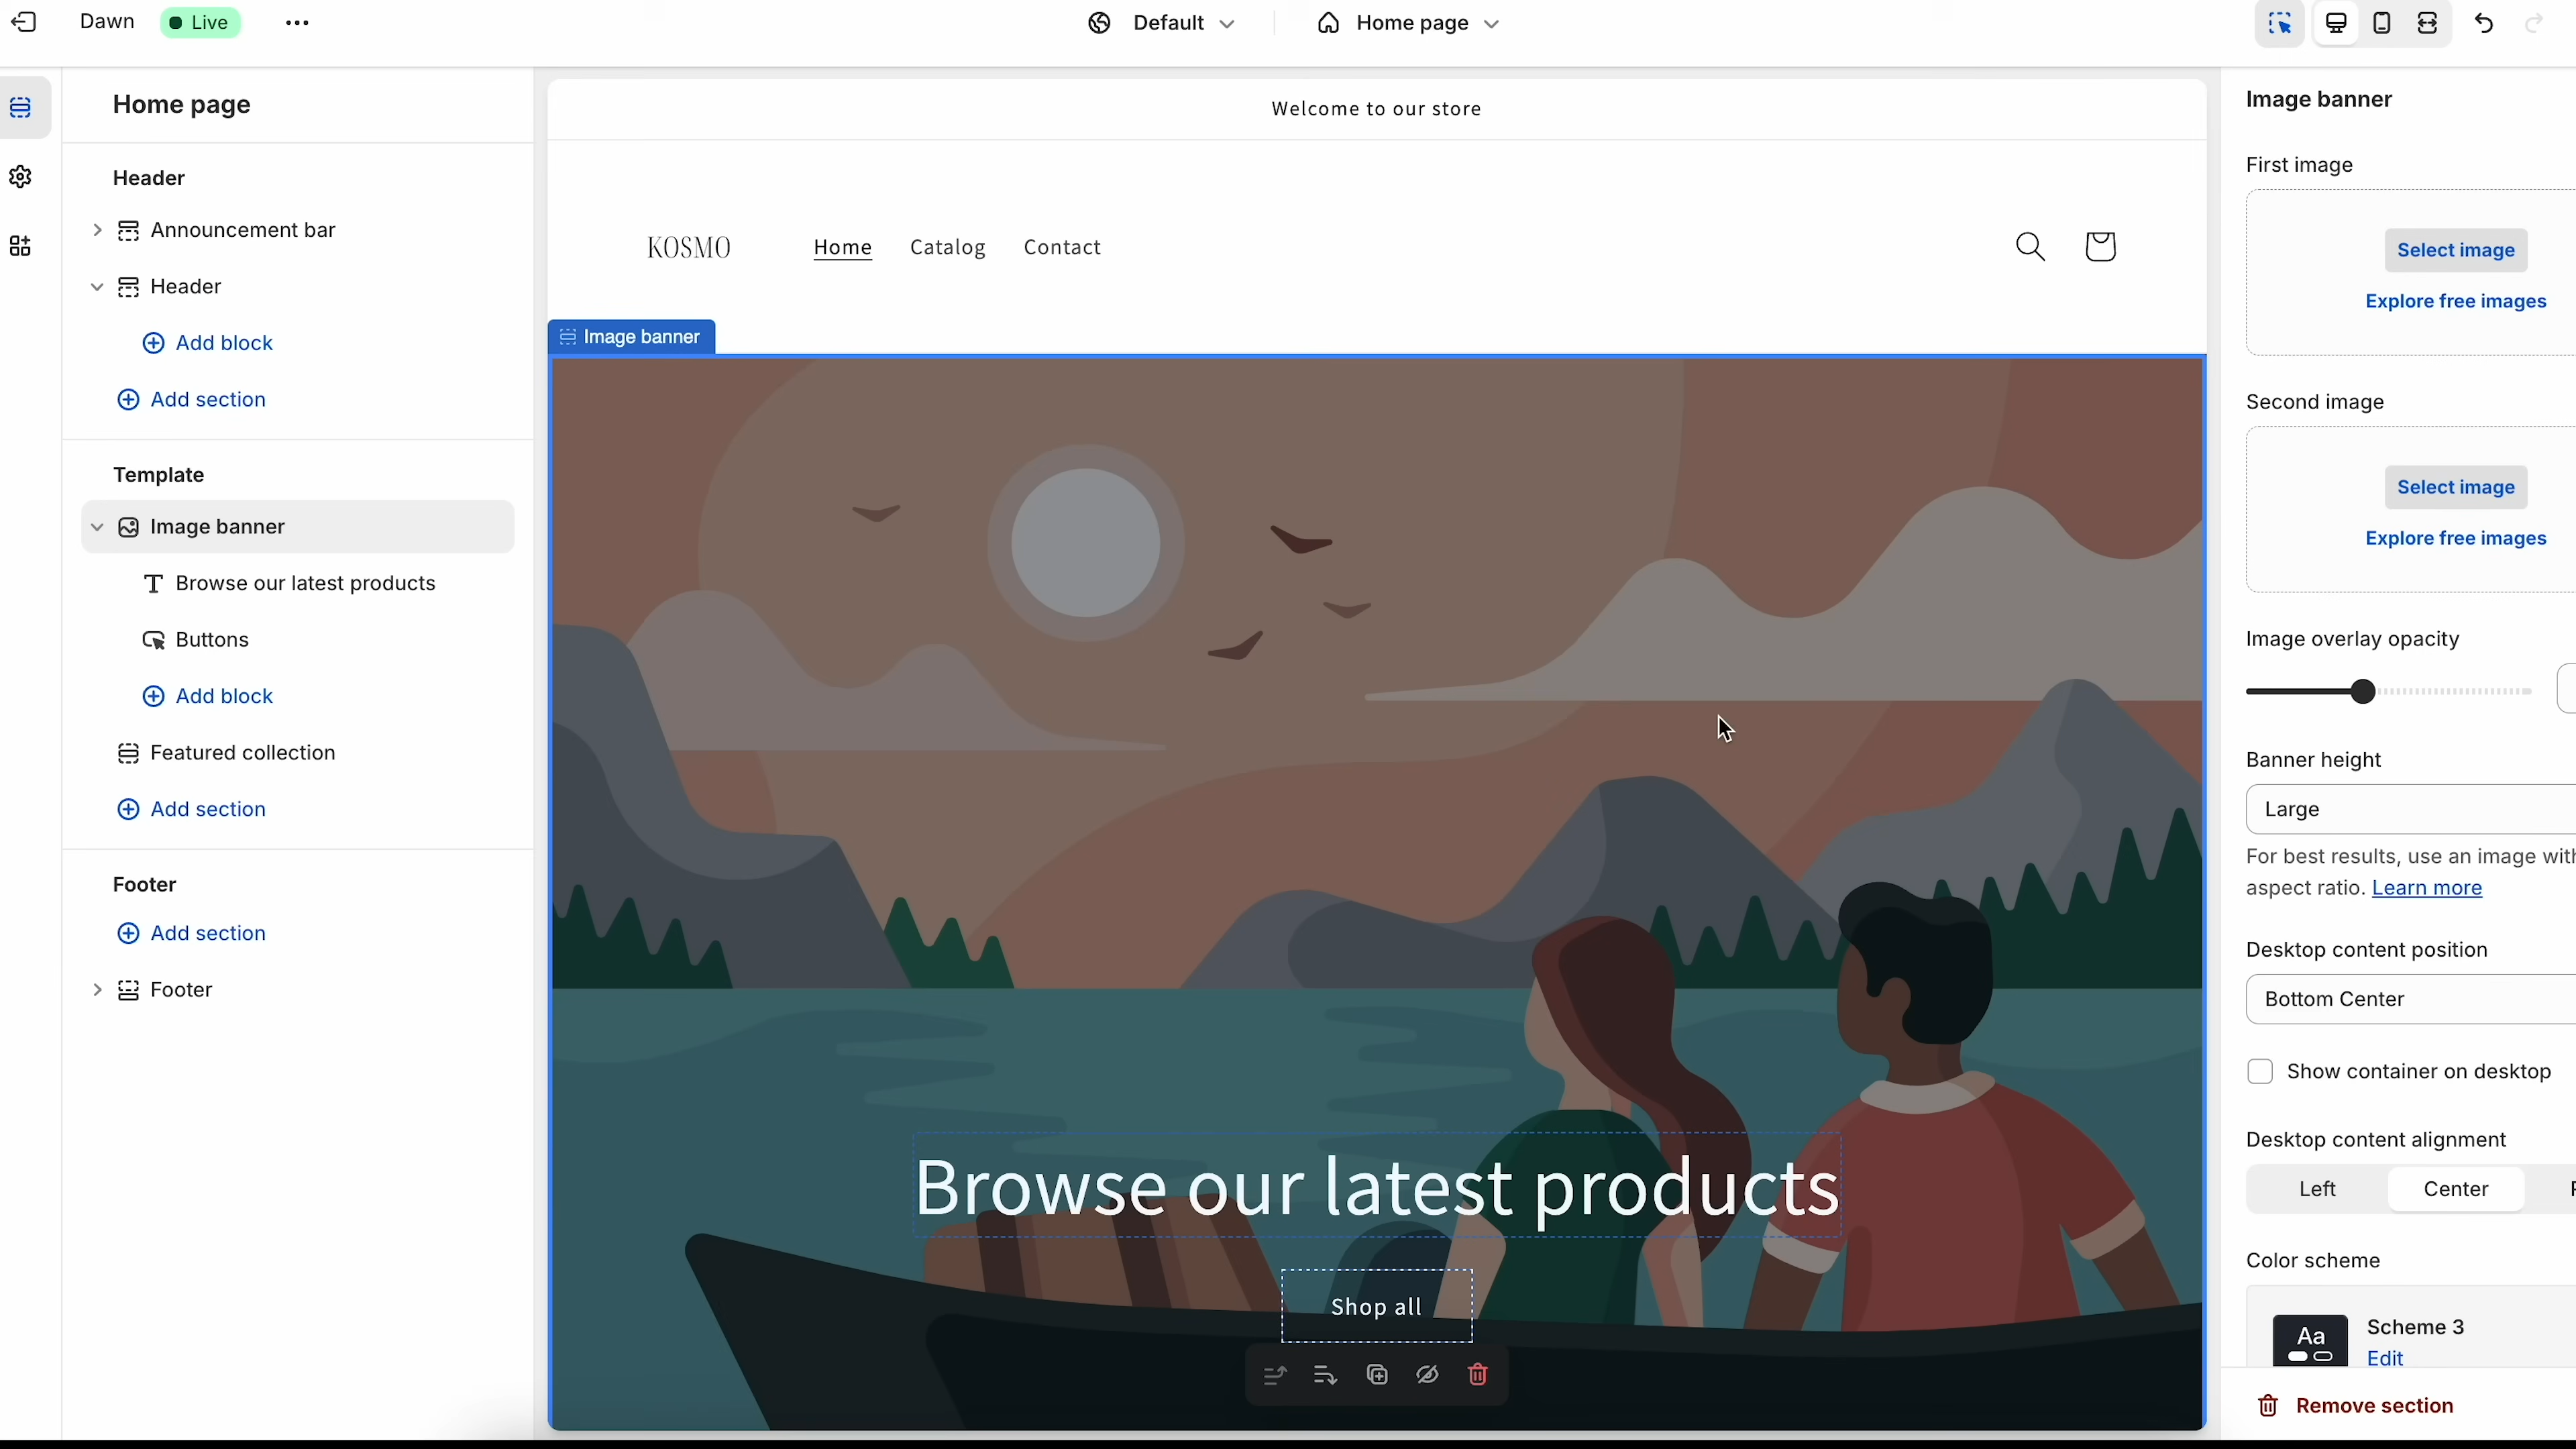 Dawn
Live
Default
Home page
Home page
Header
Announcement bar
Header
Add block
Add section
Template
Image banner
Browse our latest products
Buttons
Add block
Featured collection
Add section
Footer
Add section
Footer
Welcome to our store
KOSMO
Home
Catalog
Contact
Image banner
Browse our latest products
Shop all
Image banner
First image
Select image
Explore free images
Second image
Select image
Explore free images
Image overlay opacity
Banner height
Large
For best results, use an image with
aspect ratio. Learn more
Desktop content position
Bottom Center
Show container on desktop
Desktop content alignment
Left
Center
Color scheme
Aa
Scheme 3
Edit
Remove section